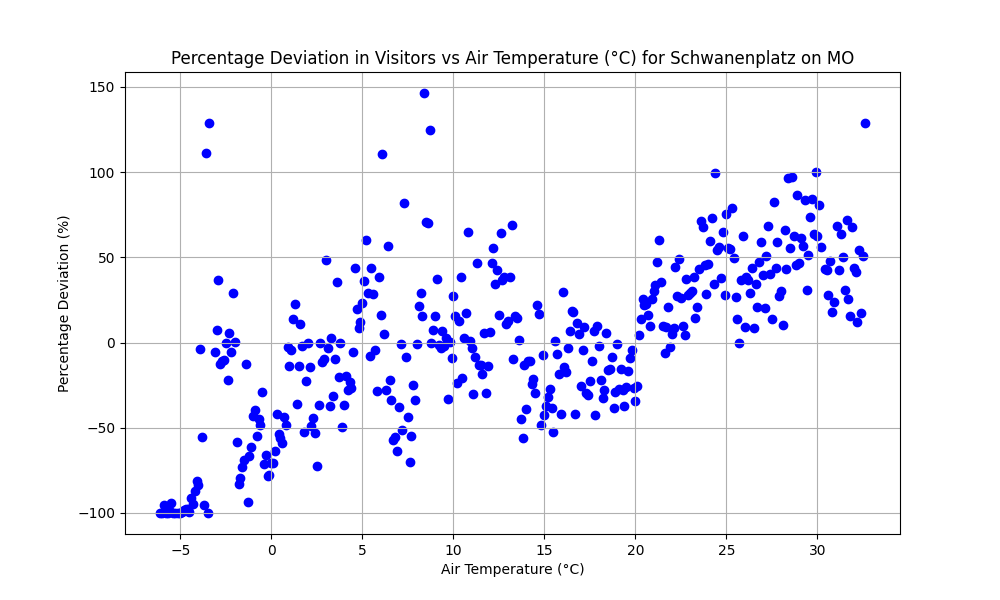 Percentage Deviation in Visitors vs Air Temperature (°C) for Schwanenplatz on MO
150
100
50
0
−50
−100
Percentage Deviation (%)
−5 0 5 10 15 20 25 30
Air Temperature (°C)